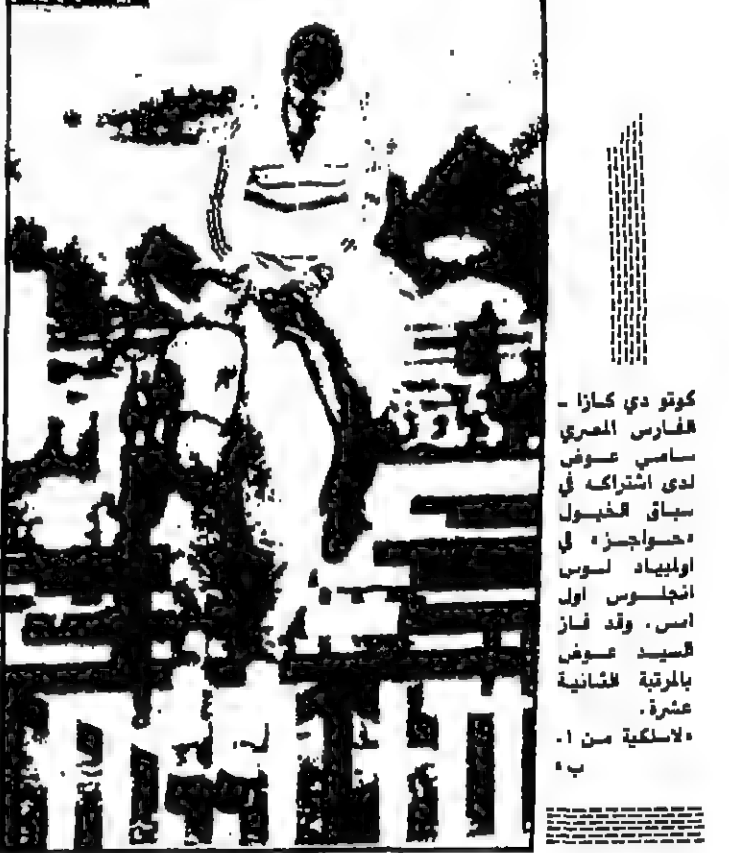 كوتو دي كازا -
الفارس المصري
سامي عوض
لدى اشتراكه في
سباق الخيول
«حواجز» في
اولمبياد لوس
انجلوس اول
امس. وقد فاز
السيد عوض
بالمرتبة الثانية
عشرة.
«لاسلكية من ا.
ب»